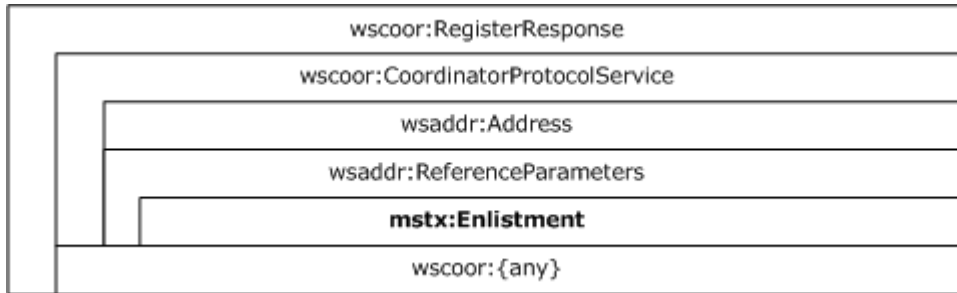 wscoor:RegisterResponse
wscoor:CoordinatorProtocolService
wsaddr:Address
wsaddr:ReferenceParameters
mstx:Enlistment
wscoor:{any}